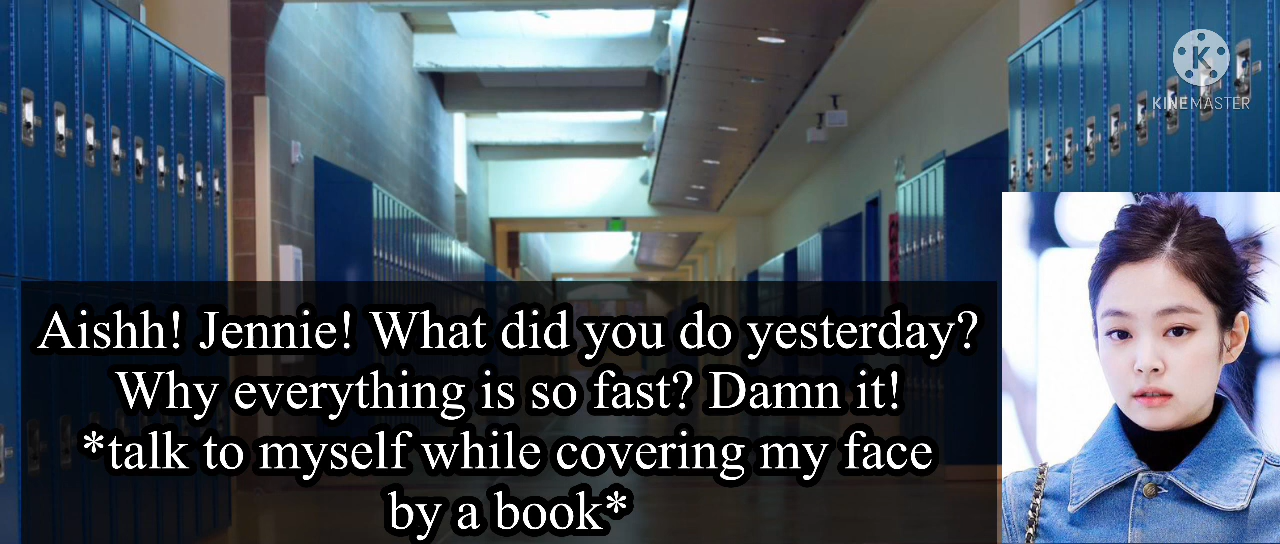 K
KINEMASTER
Aishh! Jennie! What did you do yesterday?
Why everything is so fast? Damn it!
*talk to myself while covering my face
by a book*